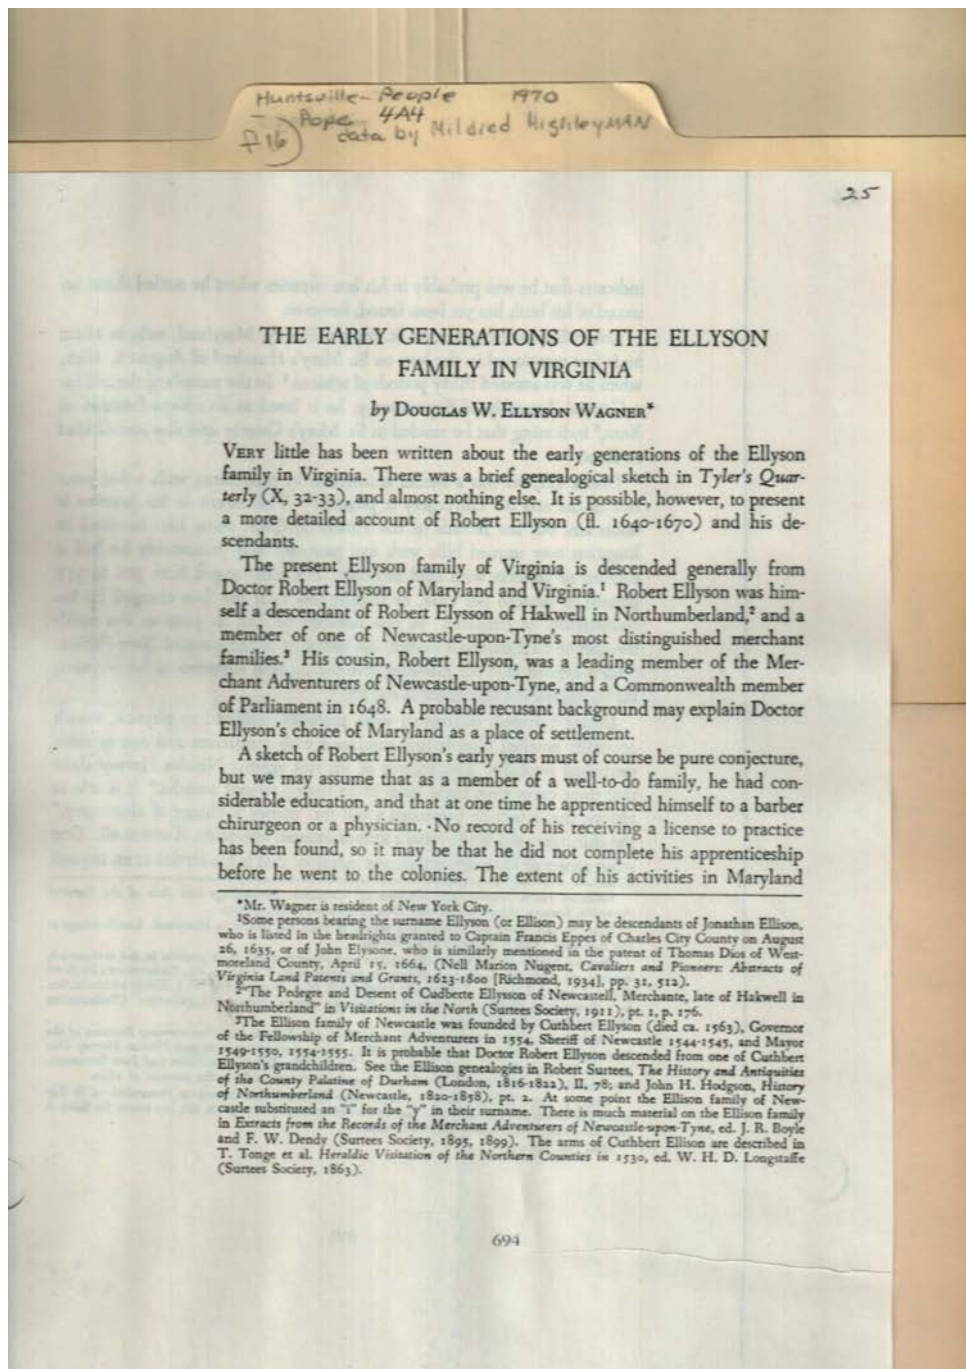 Huntsville - People 1970
Pope 4A4
data by Mildred Highleyman
F16
25
THE EARLY GENERATIONS OF THE ELLYSON
FAMILY IN VIRGINIA
by DOUGLAS W. ELLYSON WAGNER*
VERY little has been written about the early generations of the Ellyson
family in Virginia. There was a brief genealogical sketch in Tyler's Quar-
terly (X, 32-33), and almost nothing else. It is possible, however, to present
a more detailed account of Robert Ellyson (fl. 1640-1670) and his de-
scendants.
The present Ellyson family of Virginia is descended generally from
Doctor Robert Ellyson of Maryland and Virginia.¹ Robert Ellyson was him-
self a descendant of Robert Elysson of Hakwell in Northumberland,² and a
member of one of Newcastle-upon-Tyne's most distinguished merchant
families.³ His cousin, Robert Ellyson, was a leading member of the Mer-
chant Adventurers of Newcastle-upon-Tyne, and a Commonwealth member
of Parliament in 1648. A probable recusant background may explain Doctor
Ellyson's choice of Maryland as a place of settlement.
A sketch of Robert Ellyson's early years must of course be pure conjecture,
but we may assume that as a member of a well-to-do family, he had con-
siderable education, and that at one time he apprenticed himself to a barber
chirurgeon or a physician. No record of his receiving a license to practice
has been found, so it may be that he did not complete his apprenticeship
before he went to the colonies. The extent of his activities in Maryland
*Mr. Wagner is resident of New York City.
¹Some persons bearing the surname Ellyson (or Ellison) may be descendants of Jonathan Ellison,
who is listed in the headrights granted to Captain Francis Eppes of Charles City County on August
26, 1635, or of John Elysone, who is similarly mentioned in the patent of Thomas Dios of West-
moreland County, April 15, 1664, (Nell Marion Nugent, Cavaliers and Pioneers: Abstracts of
Virginia Land Patents and Grants, 1623-1800 [Richmond, 1934], pp. 31, 512).
²"The Pedegre and Desent of Cudberte Ellysson of Newcastell, Merchante, late of Hakwell in
Northumberland" in Visitations in the North (Surtees Society, 1911), pt. 1, p. 176.
³The Ellison family of Newcastle was founded by Cuthbert Ellyson (died ca. 1563), Governor
of the Fellowship of Merchant Adventurers in 1554, Sheriff of Newcastle 1544-1545, and Mayor
1549-1550, 1554-1555. It is probable that Doctor Robert Ellyson descended from one of Cuthbert
Ellyson's grandchildren. See the Ellison genealogies in Robert Surtees, The History and Antiquities
of the County Palatine of Durham (London, 1816-1822), II, 78; and John H. Hodgson, History
of Northumberland (Newcastle, 1820-1858), pt. 2. At some point the Ellison family of New-
castle substituted an "i" for the "y" in their surname. There is much material on the Ellison family
in Extracts from the Records of the Merchant Adventurers of Newcastle-upon-Tyne, ed. J. R. Boyle
and F. W. Dendy (Surtees Society, 1895, 1899). The arms of Cuthbert Ellison are described in
T. Tonge et al. Heraldic Visitation of the Northern Counties in 1530, ed. W. H. D. Longstaffe
(Surtees Society, 1863).
694